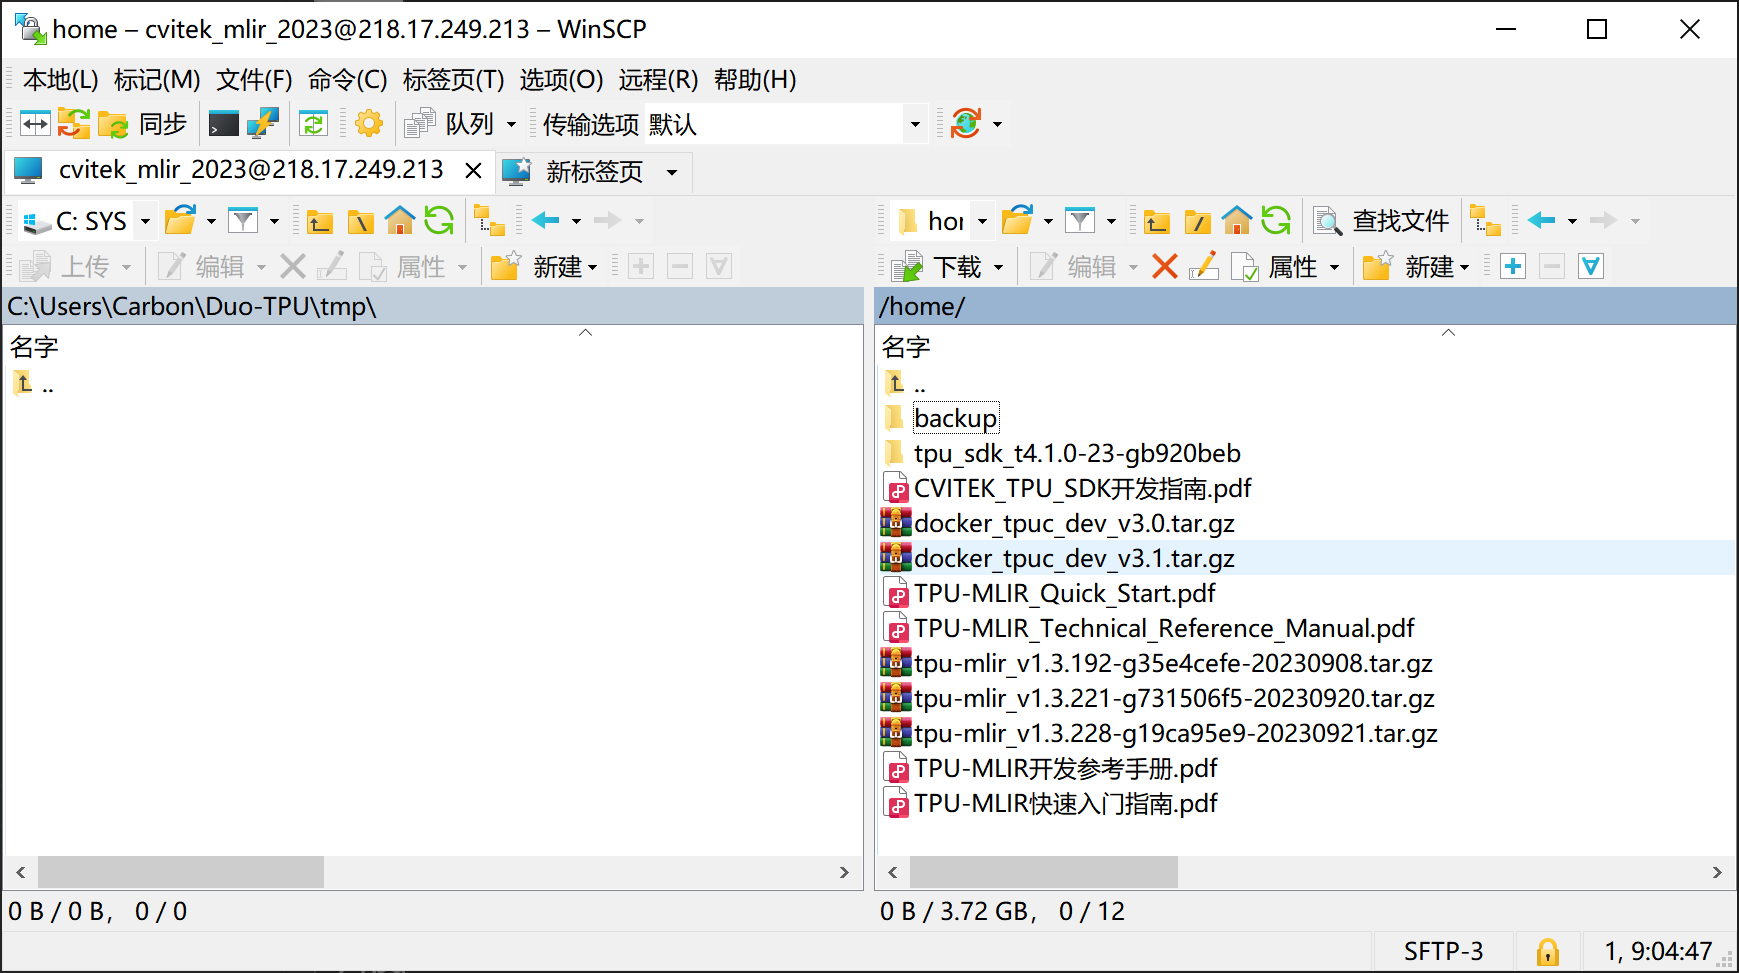 home – cvitek_mlir_2023@218.17.249.213 – WinSCP
本地(L) 标记(M) 文件(F) 命令(C) 标签页(T) 选项(O) 远程(R) 帮助(H)
同步 队列 传输选项 默认
cvitek_mlir_2023@218.17.249.213 新标签页
C: SYS
上传 编辑 属性 新建
C:\Users\Carbon\Duo-TPU\tmp\
名字
..
0 B / 0 B, 0 / 0
hor 查找文件
下载 编辑 属性 新建
/home/
名字
..
backup
tpu_sdk_t4.1.0-23-gb920beb
CVITEK_TPU_SDK开发指南.pdf
docker_tpuc_dev_v3.0.tar.gz
docker_tpuc_dev_v3.1.tar.gz
TPU-MLIR_Quick_Start.pdf
TPU-MLIR_Technical_Reference_Manual.pdf
tpu-mlir_v1.3.192-g35e4cefe-20230908.tar.gz
tpu-mlir_v1.3.221-g731506f5-20230920.tar.gz
tpu-mlir_v1.3.228-g19ca95e9-20230921.tar.gz
TPU-MLIR开发参考手册.pdf
TPU-MLIR快速入门指南.pdf
0 B / 3.72 GB, 0 / 12
SFTP-3 1, 9:04:47